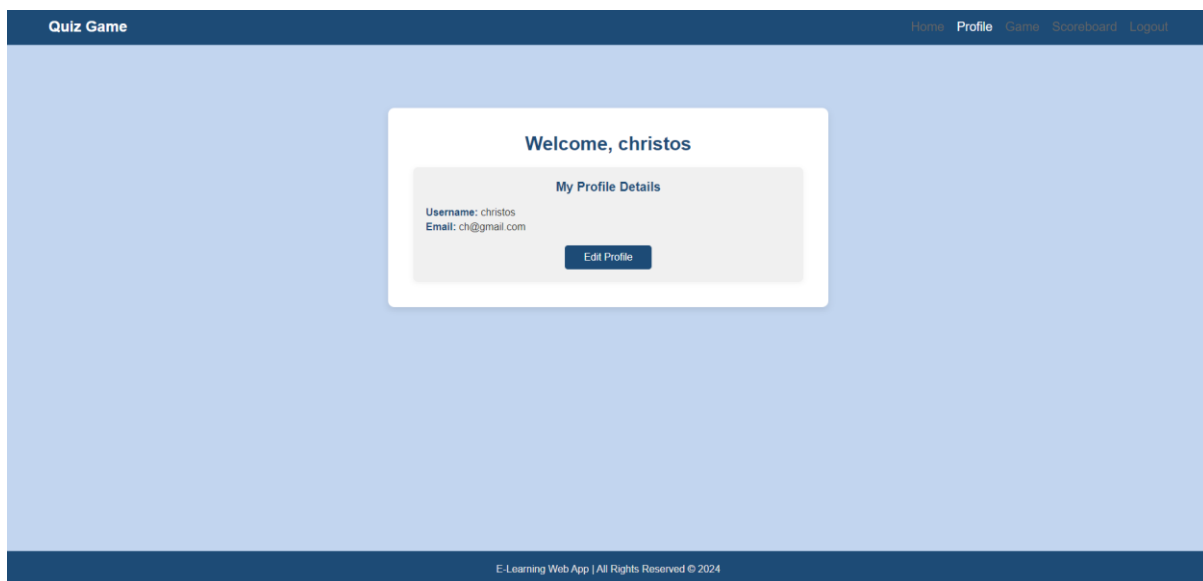 Quiz Game
Home Profile Game Scoreboard Logout
Welcome, christos
My Profile Details
Username: christos
Email: ch@gmail.com
Edit Profile
E-Learning Web App | All Rights Reserved © 2024